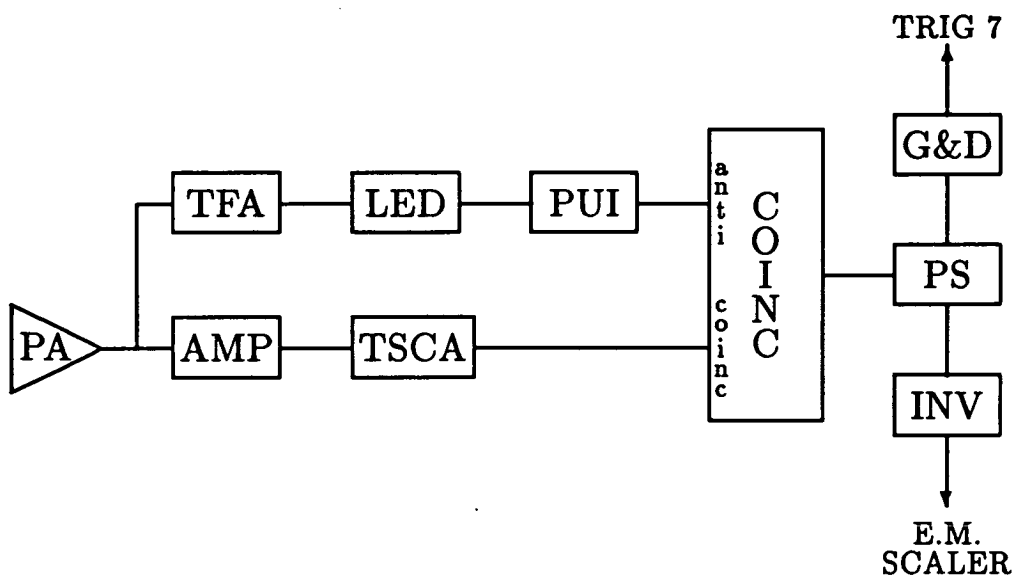 TRIG 7
G&D
TFA
LED
PUI
anti
COINC
PS
PA
AMP
TSCA
coinc
INV
E.M.
SCALER